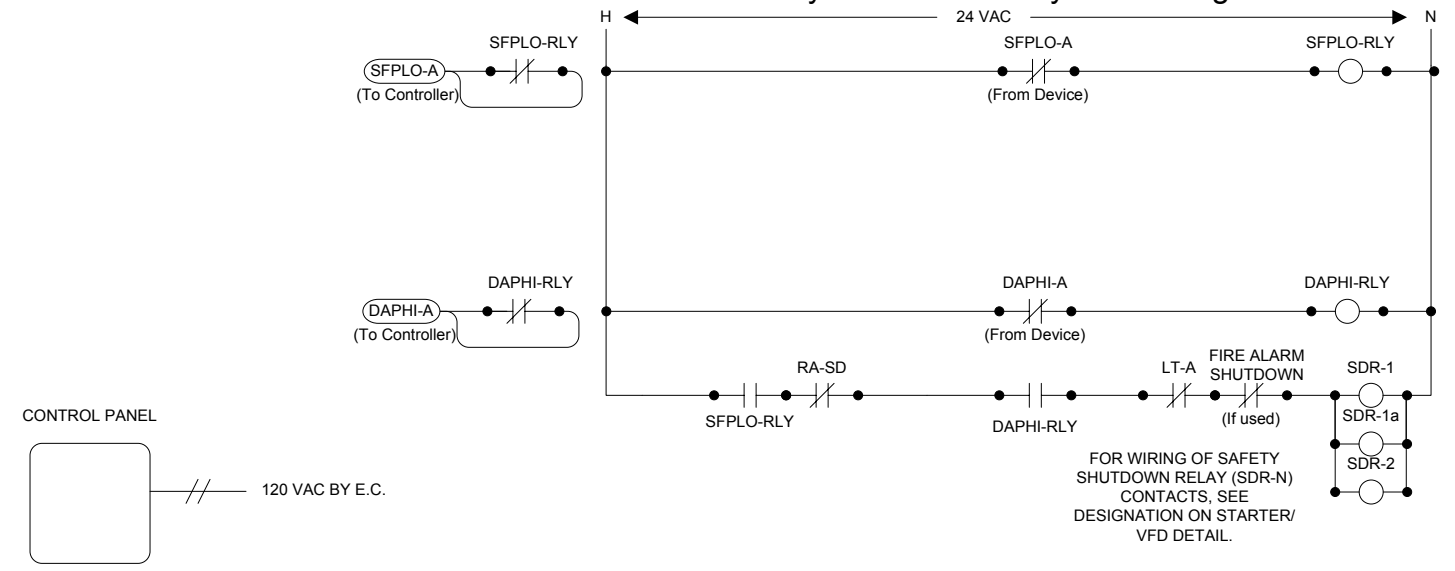 H
24 VAC
N
SFPLO-RLY
SFPLO-A
SFPLO-RLY
SFPLO-A
(To Controller)
(From Device)
DAPHI-RLY
DAPHI-A
DAPHI-RLY
DAPHI-A
(To Controller)
(From Device)
RA-SD
LT-A
FIRE ALARM
SHUTDOWN
SDR-1
SFPLO-RLY
DAPHI-RLY
(If used)
SDR-1a
SDR-2
CONTROL PANEL
120 VAC BY E.C.
FOR WIRING OF SAFETY
SHUTDOWN RELAY (SDR-N)
CONTACTS, SEE
DESIGNATION ON STARTER/
VFD DETAIL.